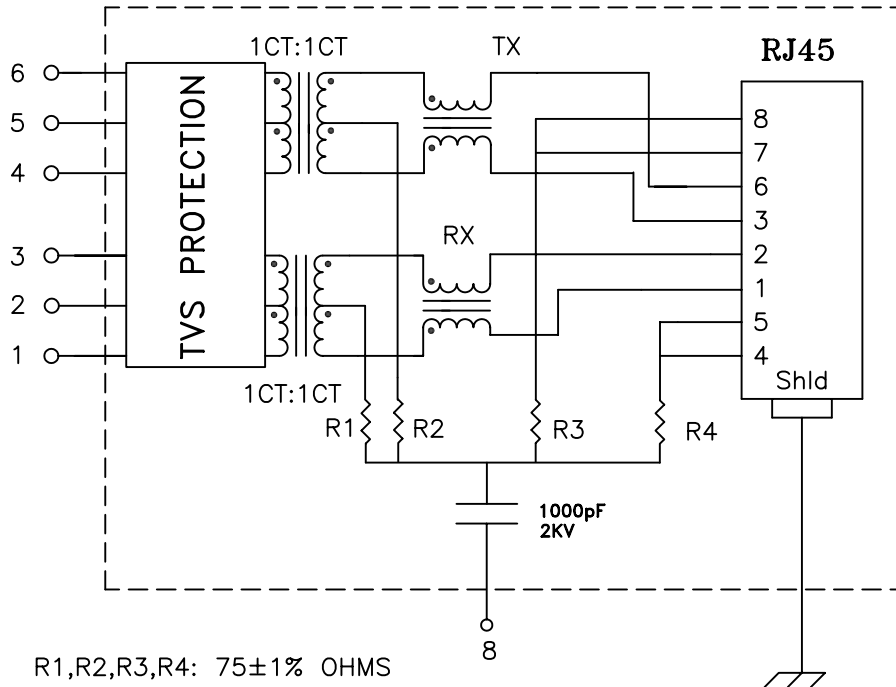 1CT:1CT
TX
RJ45
6
5
4
TVS PROTECTION
8
7
6
3
3
2
1
RX
2
1
5
4
Shld
1CT:1CT
R1
R2
R3
R4
1000pF
2KV
8
R1,R2,R3,R4: 75±1% OHMS